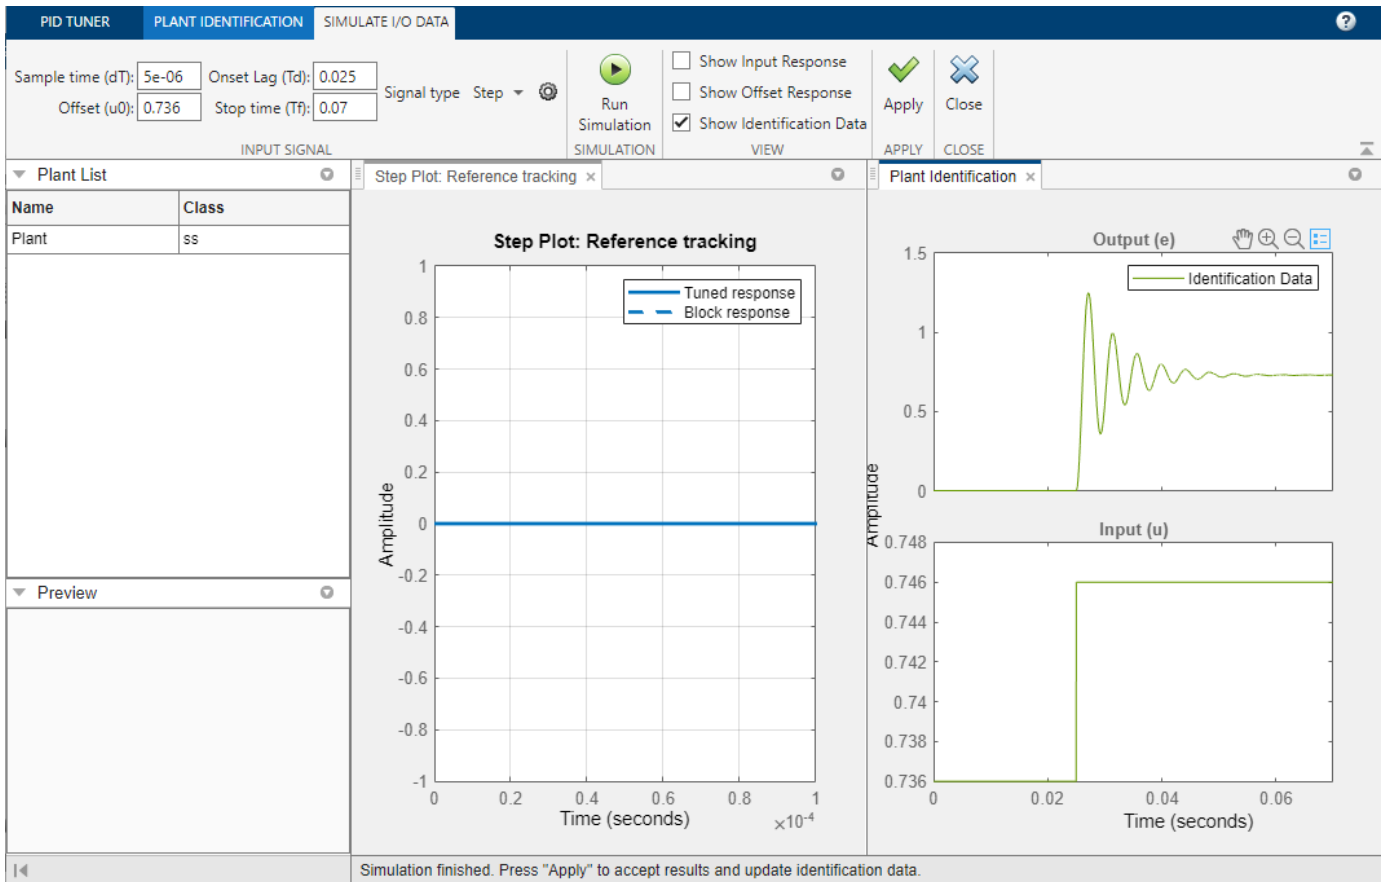 PID TUNER PLANT IDENTIFICATION SIMULATE I/O DATA
Sample time (dT): 5e-06 Onset Lag (Td): 0.025
Offset (u0): 0.736 Stop time (Tf): 0.07
Signal type Step
INPUT SIGNAL
Run
Simulation
SIMULATION
Show Input Response
Show Offset Response
Show Identification Data
VIEW
Apply
APPLY
Close
CLOSE
Plant List
Name Class
Plant ss
Preview
Step Plot: Reference tracking ×
Step Plot: Reference tracking
Tuned response
Block response
Amplitude
1
0.8
0.6
0.4
0.2
0
-0.2
-0.4
-0.6
-0.8
-1
0 0.2 0.4 0.6 0.8 1
×10-4
Time (seconds)
Plant Identification ×
Output (e)
Identification Data
1.5
1
0.5
0
Amplitude
Input (u)
0.748
0.746
0.744
0.742
0.74
0.738
0.736
0 0.02 0.04 0.06
Time (seconds)
Simulation finished. Press "Apply" to accept results and update identification data.